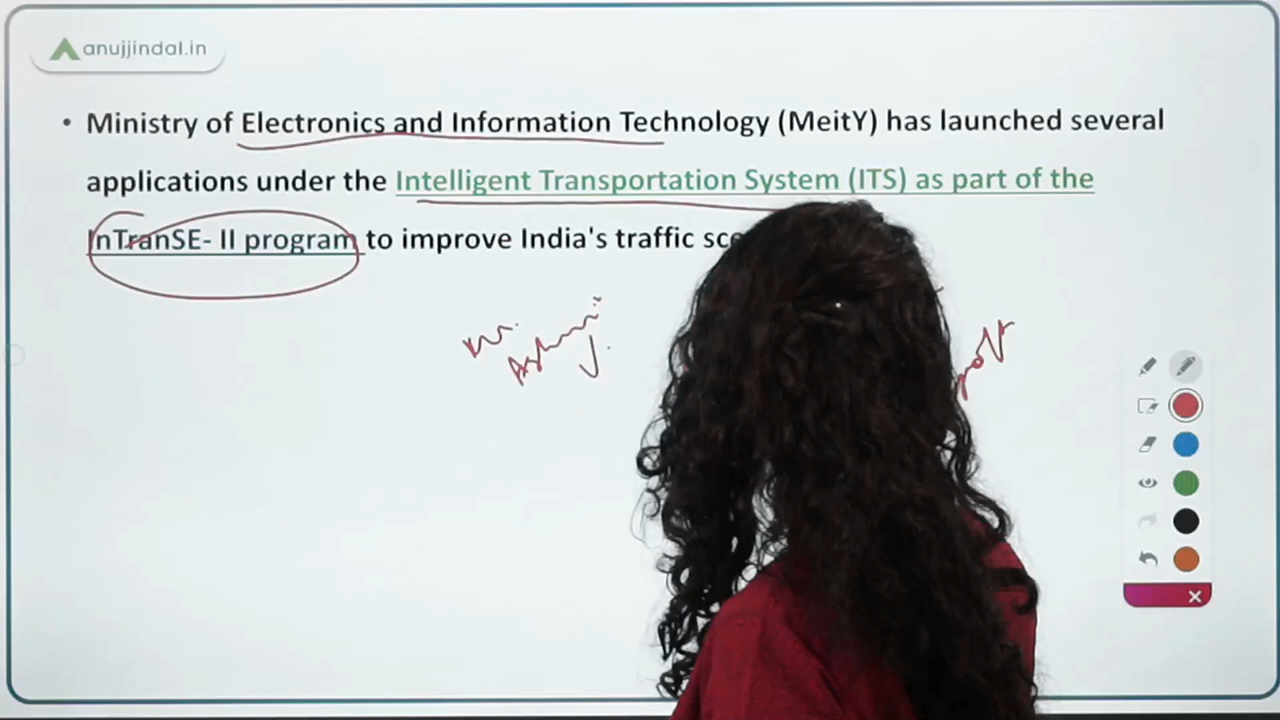 anujjindal.in
• Ministry of Electronics and Information Technology (MeitY) has launched several
applications under the Intelligent Transportation System (ITS) as part of the
InTranSE- II program to improve India's traffic